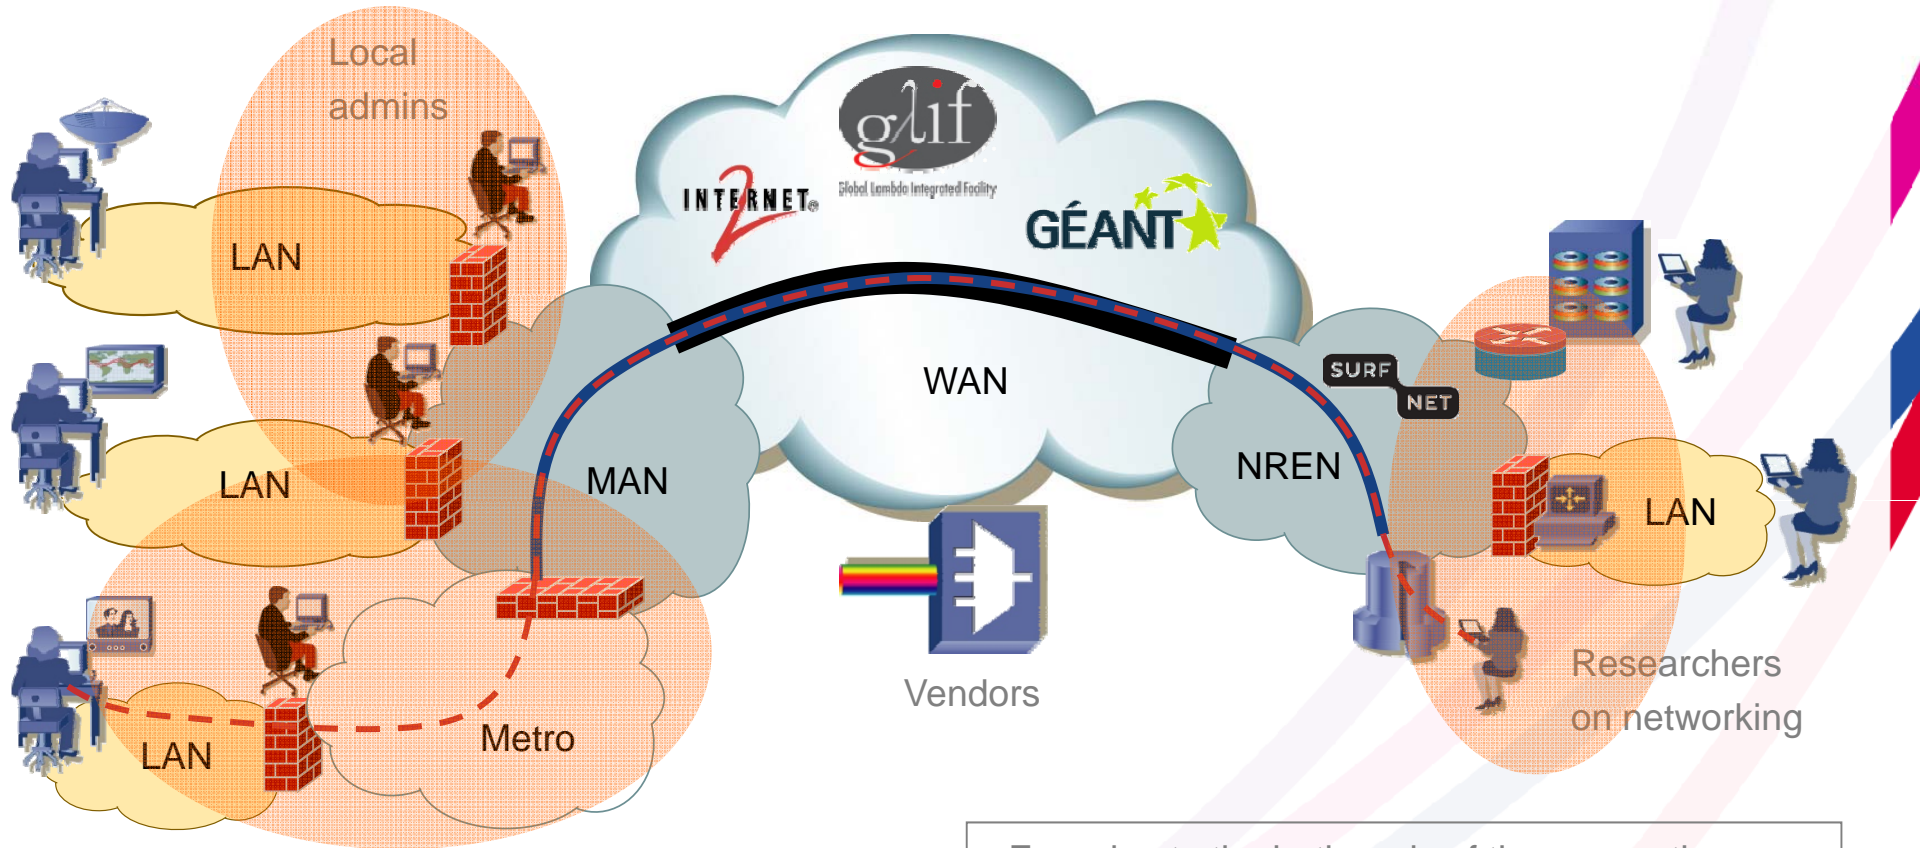 Local
admins
glif
Global Lambda Integrated Facility
INTERNET®
2
GÉANT
LAN
WAN
SURF
NET
LAN
MAN
NREN
LAN
Researchers
on networking
Vendors
Metro
LAN